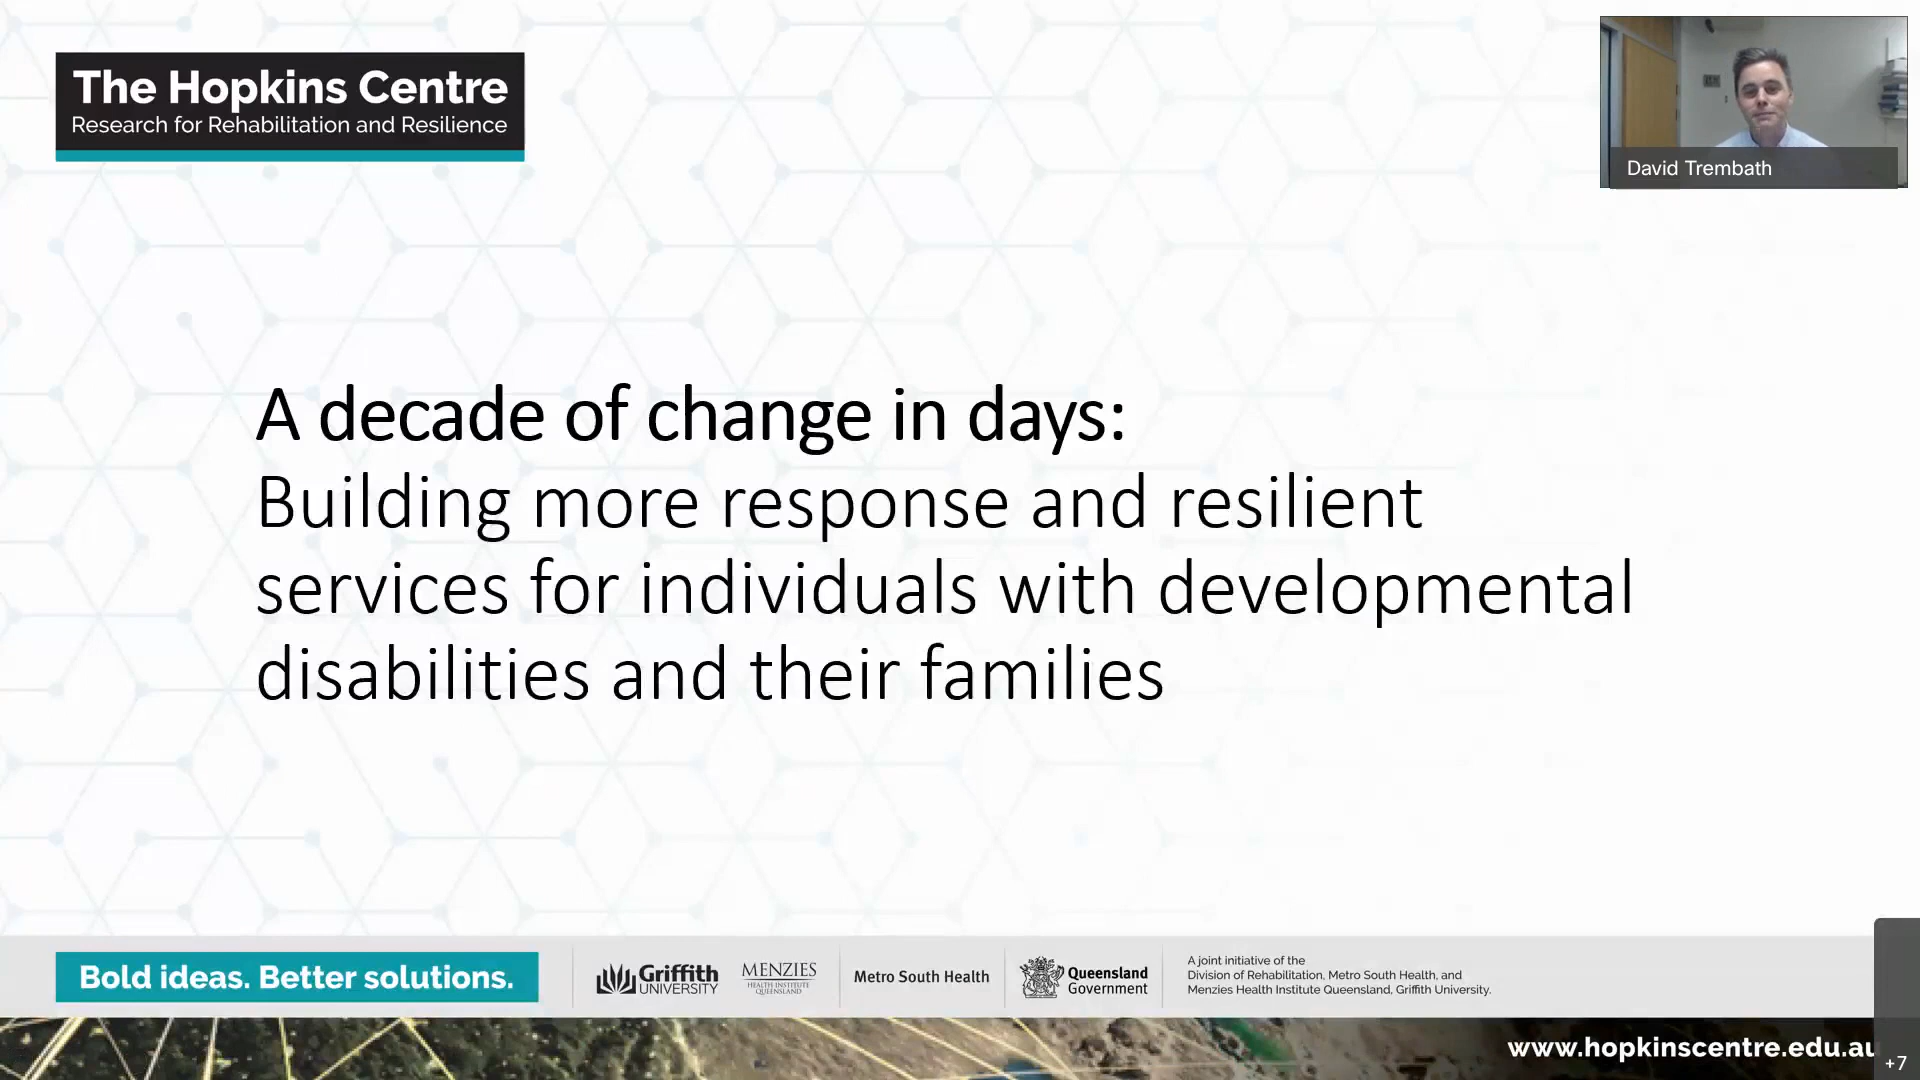 The Hopkins Centre
Research for Rehabilitation and Resilience
David Trembath
A decade of change in days:
Building more response and resilient
services for individuals with developmental
disabilities and their families
Bold ideas. Better solutions.
Griffith
UNIVERSITY
MENZIES
HEALTH INSTITUTE
QUEENSLAND
Metro South Health
Queensland
Government
A joint initiative of the
Division of Rehabilitation, Metro South Health, and
Menzies Health Institute Queensland, Griffith University.
www.hopkinscentre.edu.au
+7